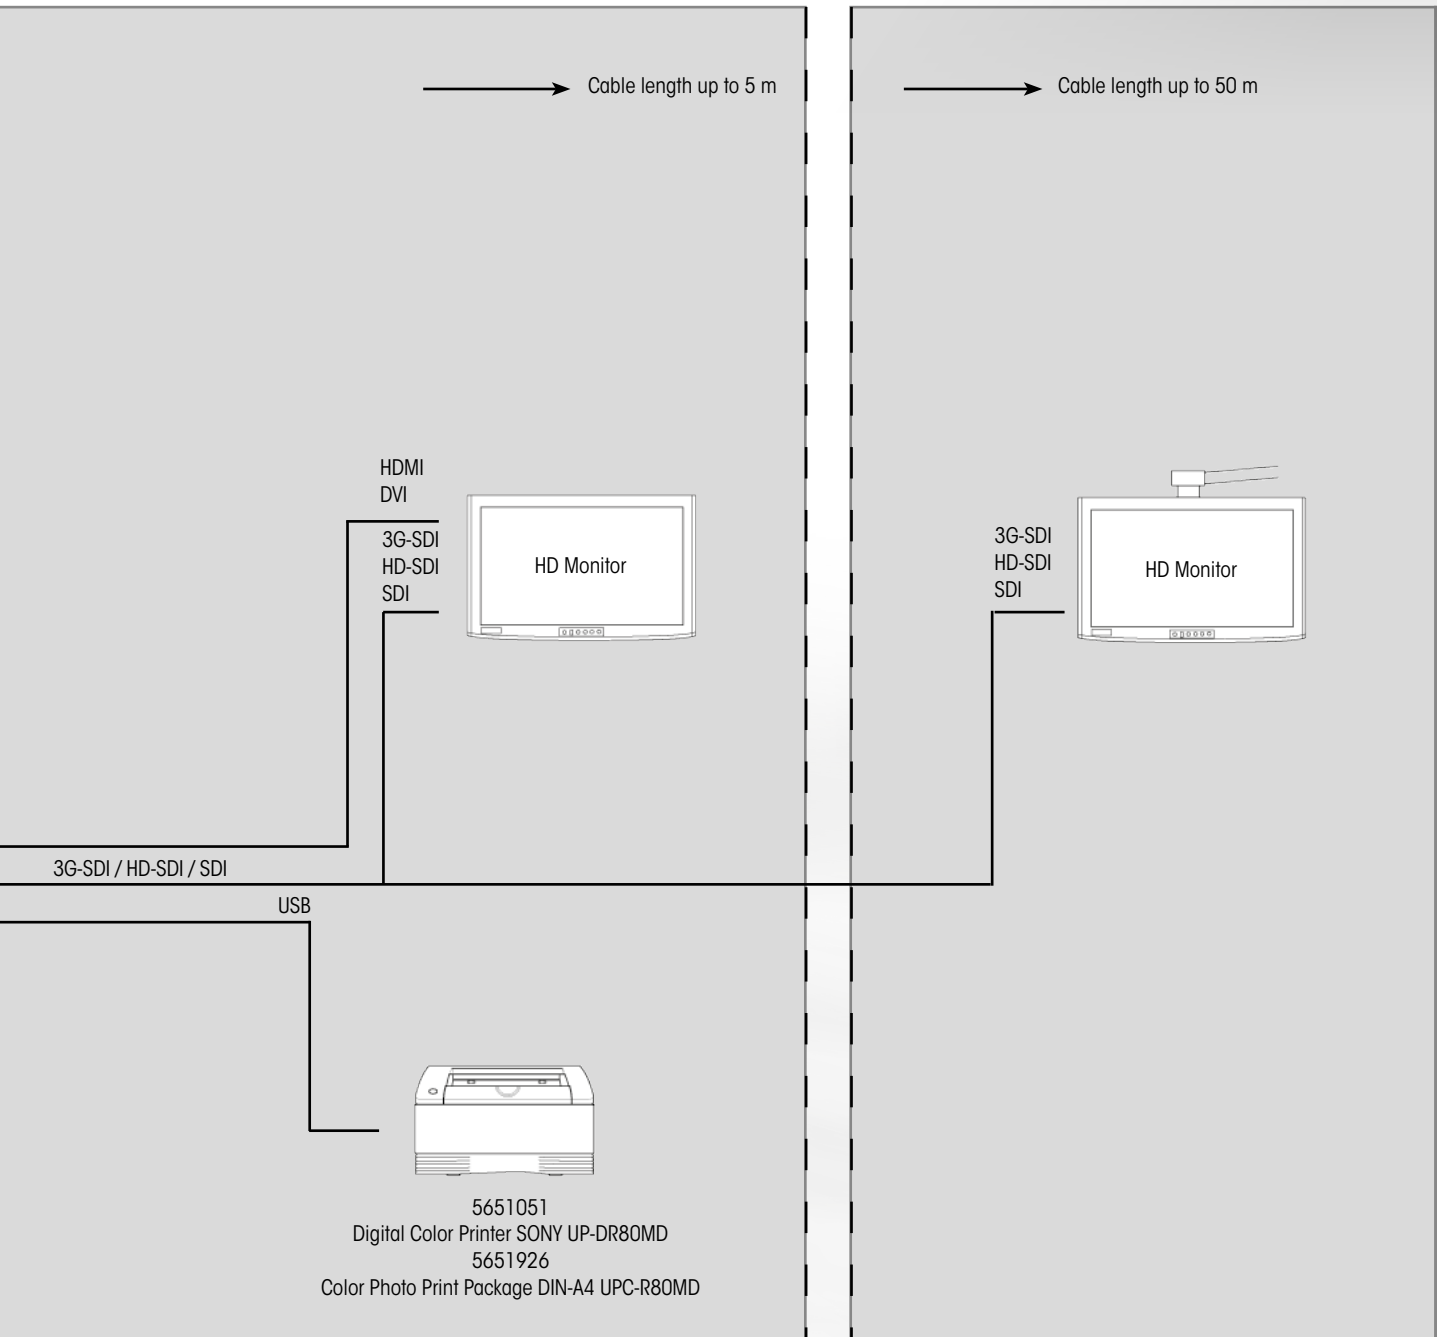 Cable length up to 5 m
Cable length up to 50 m
HDMI
DVI
3G-SDI
HD-SDI
SDI
HD Monitor
3G-SDI
HD-SDI
SDI
HD Monitor
3G-SDI / HD-SDI / SDI
USB
5651051
Digital Color Printer SONY UP-DR80MD
5651926
Color Photo Print Package DIN-A4 UPC-R80MD